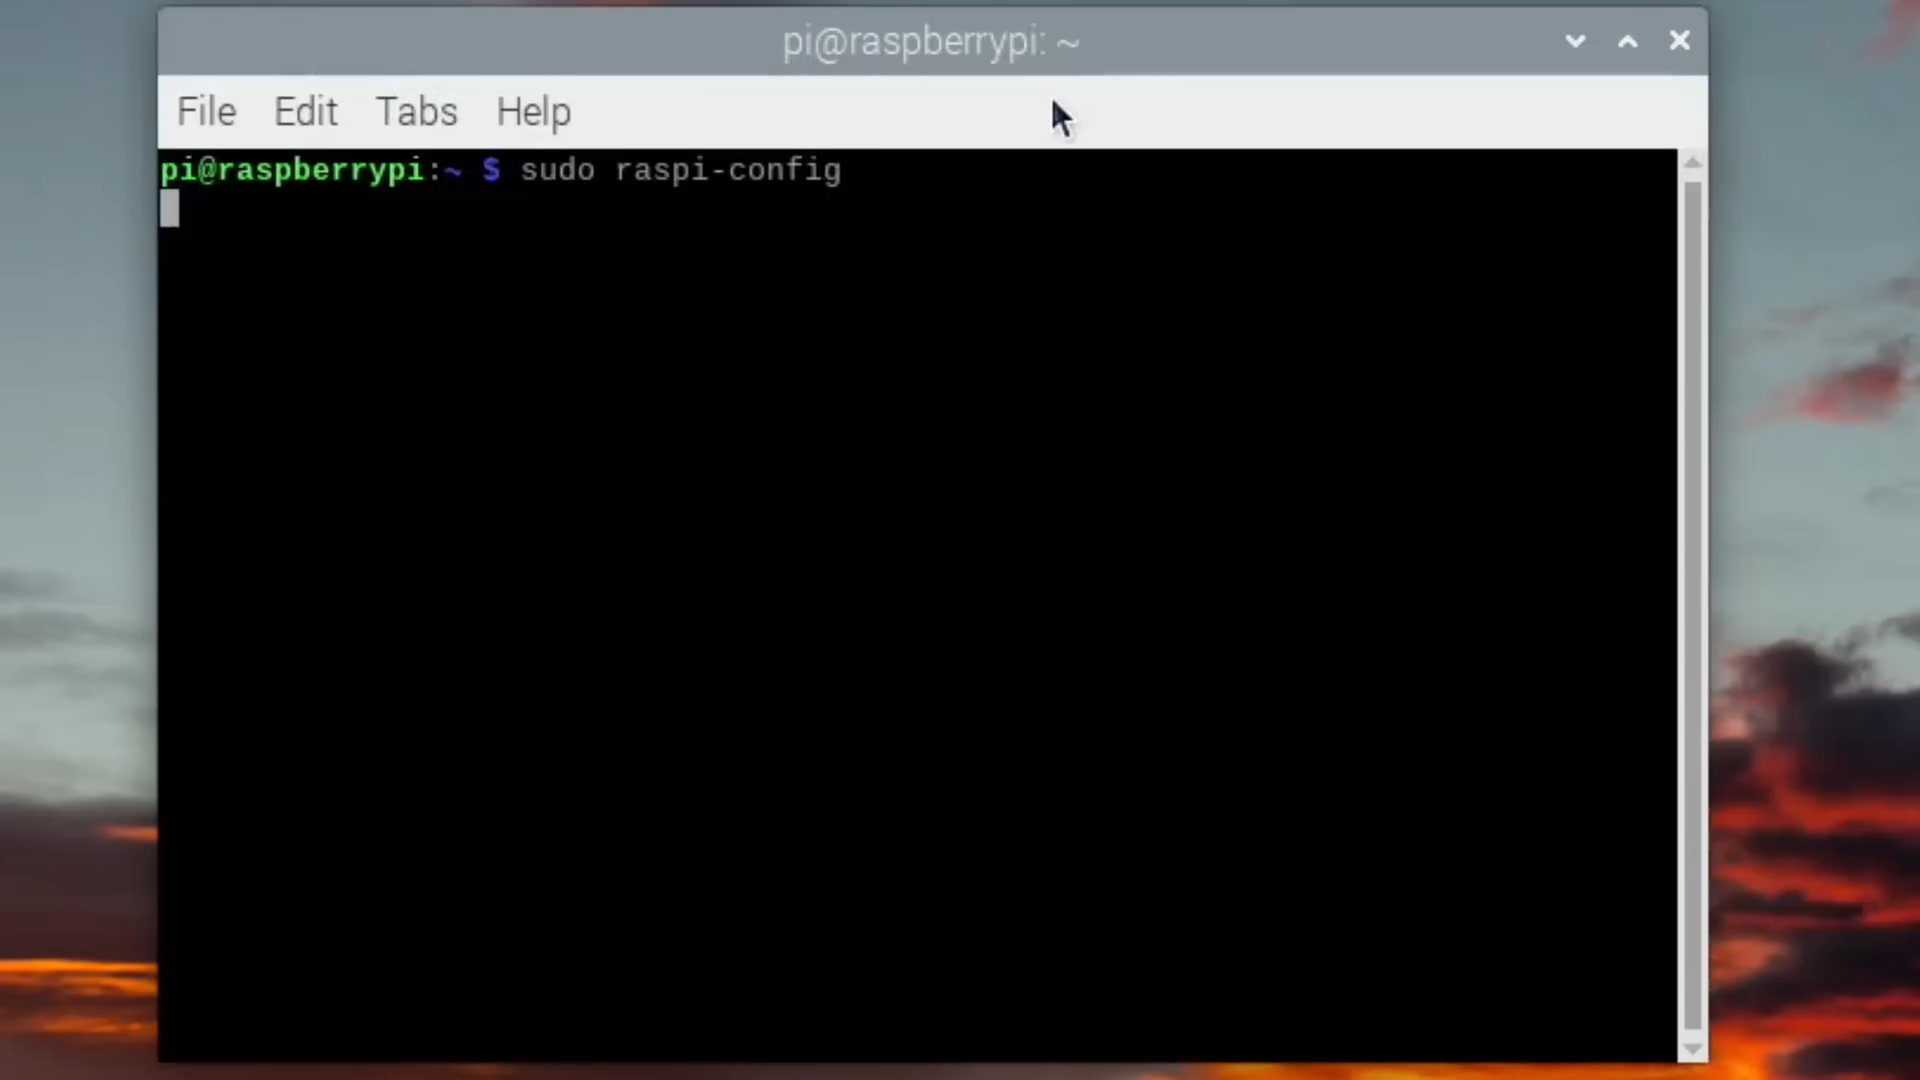 pi@raspberrypi: ~
File Edit Tabs Help
pi@raspberrypi:~ $ sudo raspi-config